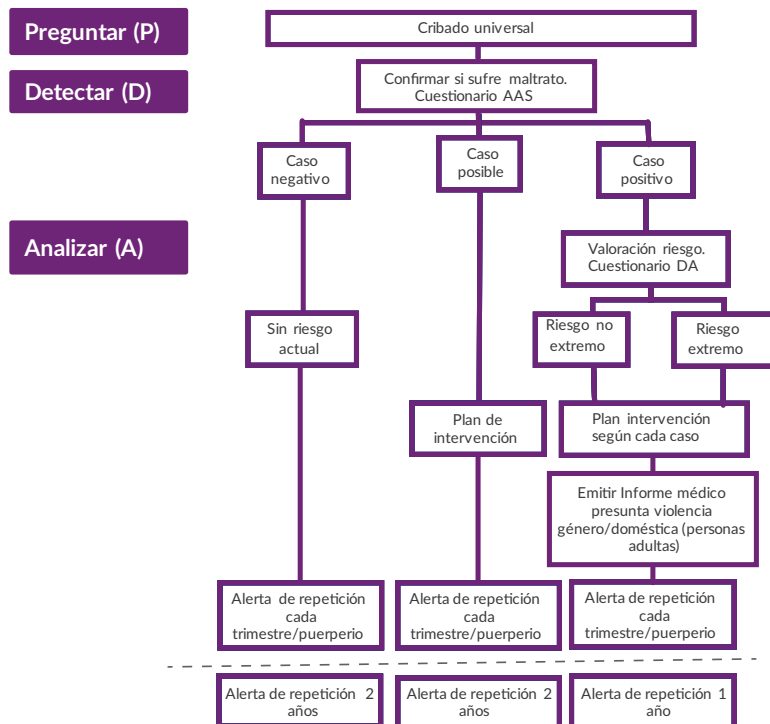 Preguntar (P)
Cribado universal
Detectar (D)
Confirmar si sufre maltrato.
Cuestionario AAS
Caso
negativo
Caso
posible
Caso
positivo
Analizar (A)
Valoración riesgo.
Cuestionario DA
Sin riesgo
actual
Riesgo no
extremo
Riesgo
extremo
Plan de
intervención
Plan intervención
según cada caso
Emitir Informe médico
presunta violencia
género/doméstica (personas
adultas)
Alerta de repetición
cada
trimestre/puerperio
Alerta de repetición
cada
trimestre/puerperio
Alerta de repetición
cada
trimestre/puerperio
Alerta de repetición 2
años
Alerta de repetición 2
años
Alerta de repetición 1
año